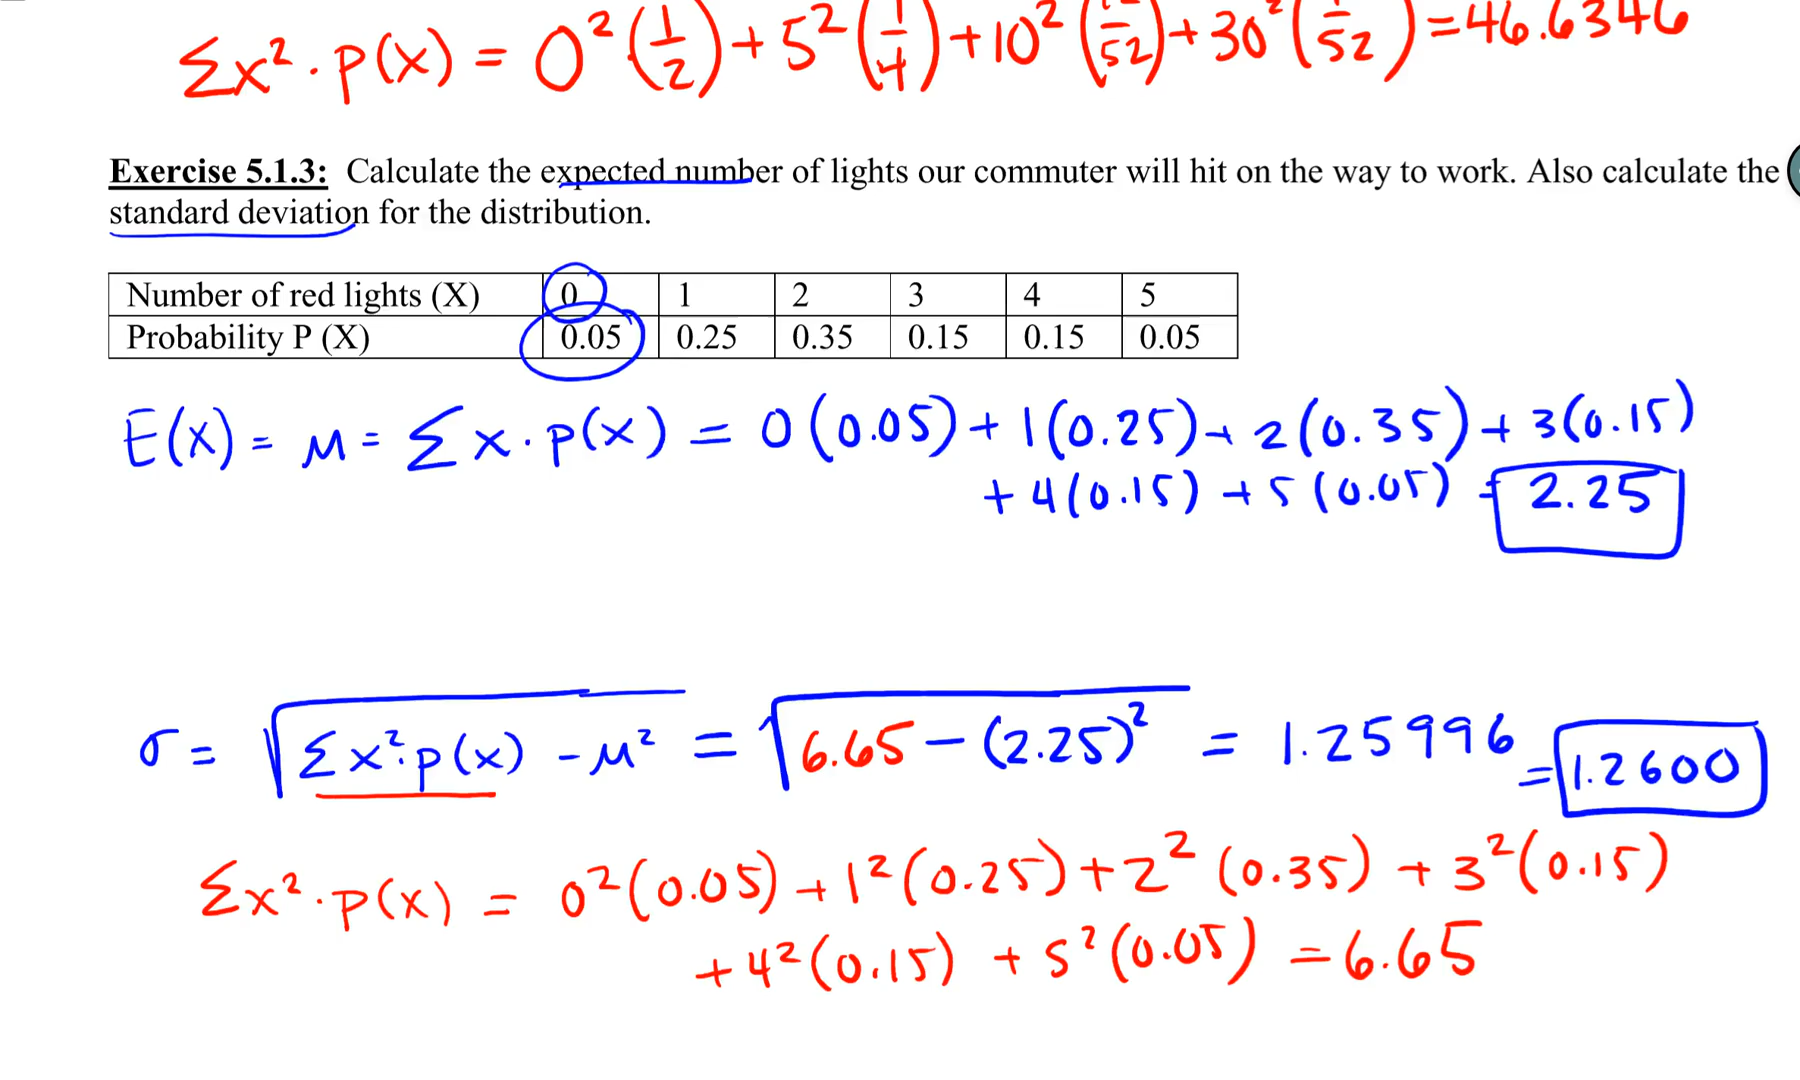 Σx²·p(x) = 0²(1/2)+5²(1/4)+10²( /52)+30²( /52)=46.6346
Exercise 5.1.3: Calculate the expected number of lights our commuter will hit on the way to work. Also calculate the
standard deviation for the distribution.
Number of red lights (X) 0 1 2 3 4 5
Probability P (X) 0.05 0.25 0.35 0.15 0.15 0.05
E(x) = μ = Σx·p(x) = 0(0.05)+1(0.25)+2(0.35)+3(0.15)
+4(0.15)+5(0.05) = 2.25
σ = √(Σx²·p(x) - μ²) = √(6.65-(2.25)²) = 1.25996 = 1.2600
Σx²·p(x) = 0²(0.05)+1²(0.25)+2²(0.35)+3²(0.15)
+4²(0.15)+5²(0.05) = 6.65